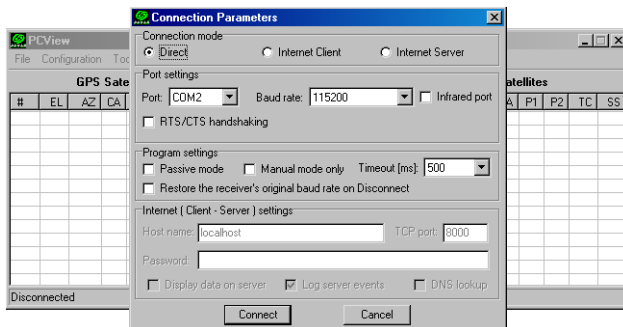 Connection Parameters
PCView
Connection mode
Direct
Internet Client
Internet Server
File Configuration
Port settings
GPS
Port: COM2
Baud rate: 115200
Infrared port
# EL AZ CA
P1 P2 TC SS
RTS/CTS handshaking
Program settings
Passive mode
Manual mode only
Timeout [ms]: 500
Restore the receiver's original baud rate on Disconnect
Internet ( Client - Server ) settings
Host name: localhost
TCP port: 8000
Password:
Display data on server
Log server events
DNS lookup
Disconnected
Connect
Cancel